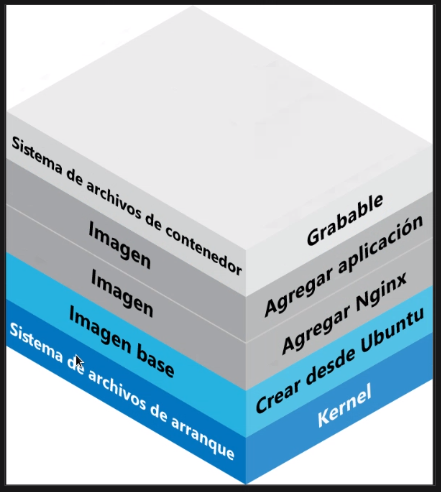 Sistema de archivos de contenedor
Grabable
Imagen
Agregar aplicación
Imagen
Agregar Nginx
Imagen base
Crear desde Ubuntu
Sistema de archivos de arranque
Kernel